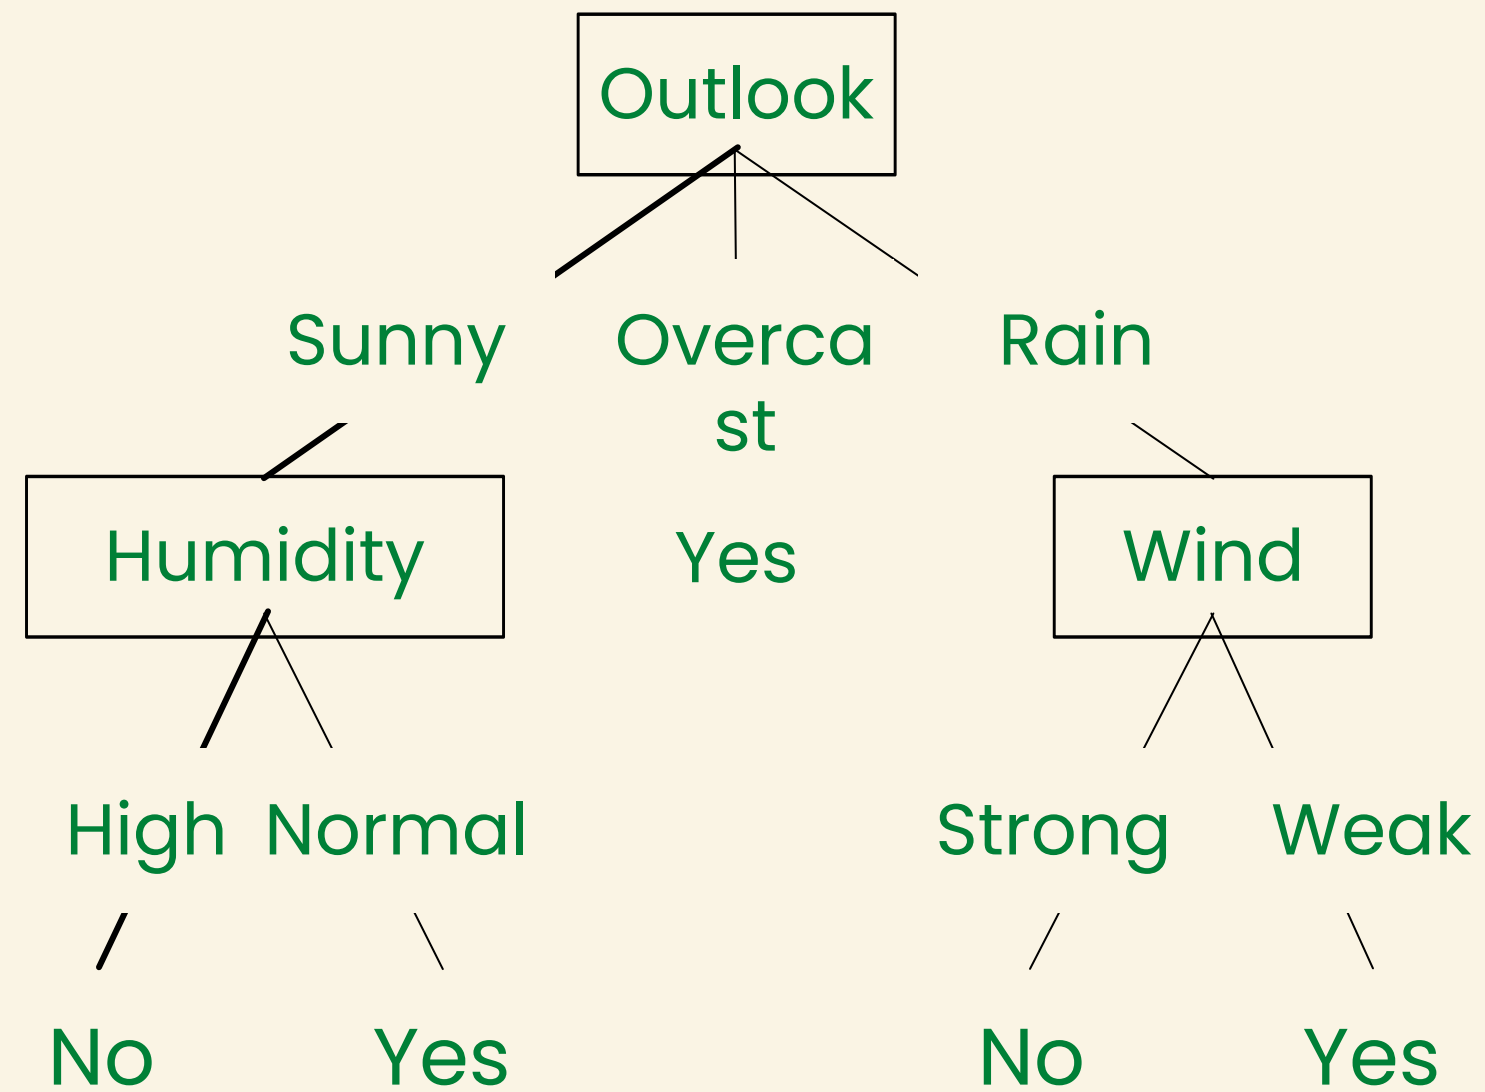 Outlook
Sunny
Overca
st
Rain
Humidity
Yes
Wind
High
Normal
Strong
Weak
No
Yes
No
Yes